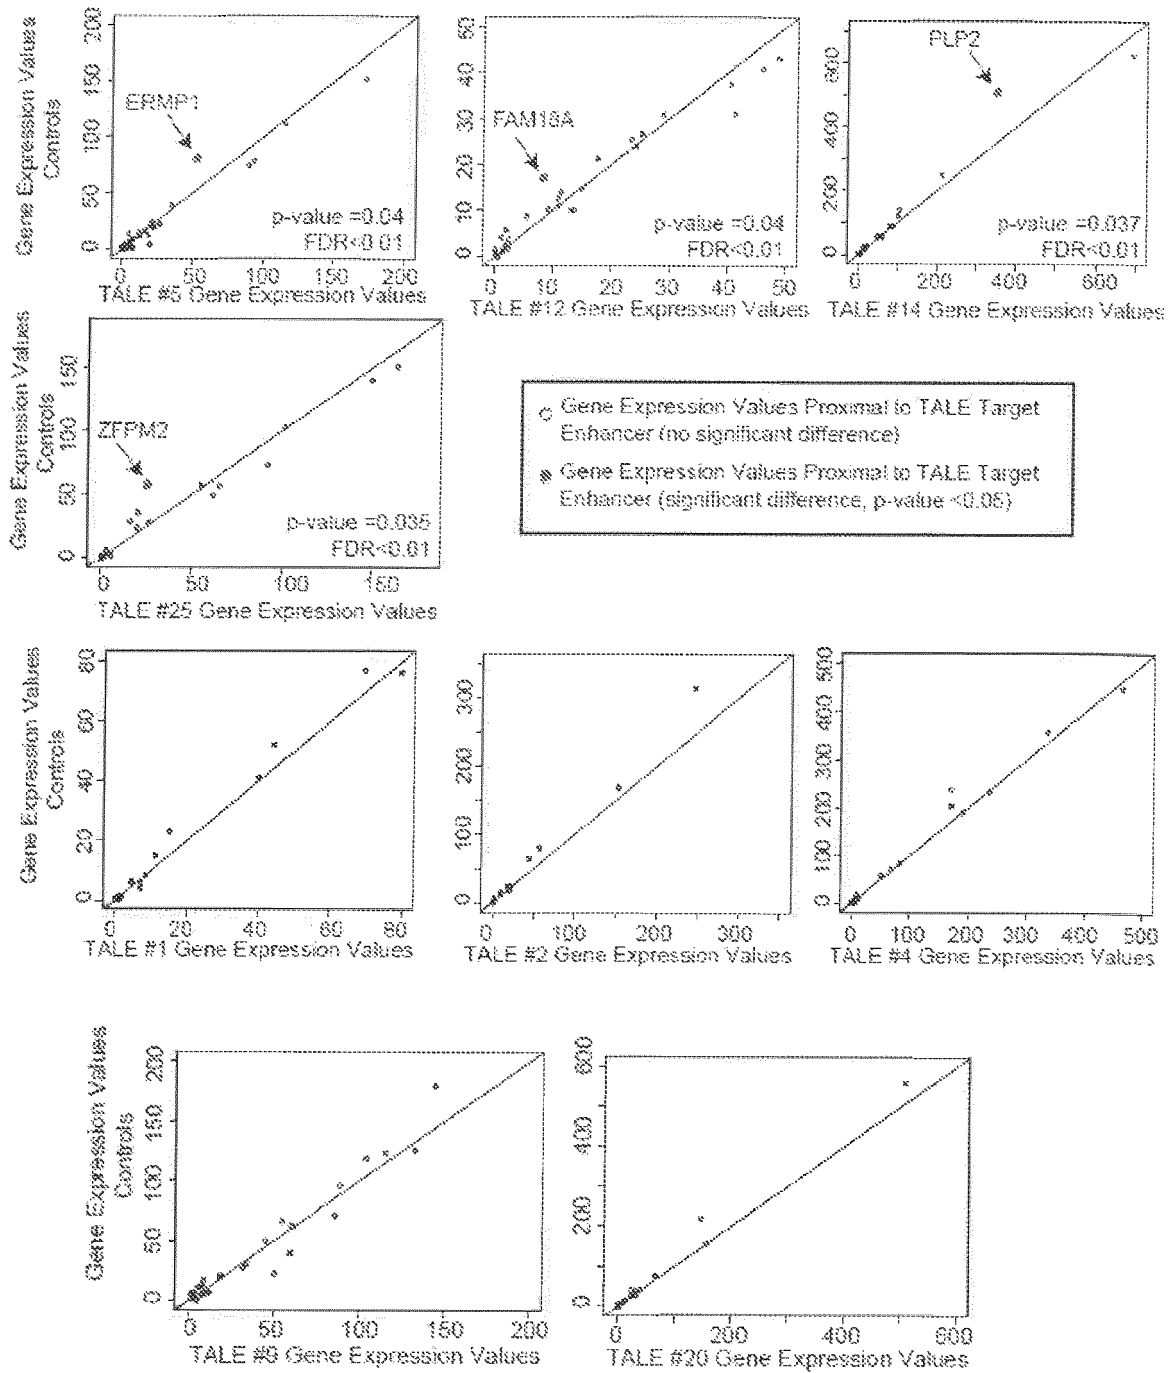 Gene Expression Values
Controls
200
150
100
50
0
ERMP1
p-value =0.04
FDR<0.01
0 50 100 150 200
TALE #5 Gene Expression Values
50
40
30
20
10
0
FAM18A
p-value =0.04
FDR<0.01
0 10 20 30 40 50
TALE #12 Gene Expression Values
600
400
200
0
PLP2
p-value =0.037
FDR<0.01
0 200 400 600
TALE #14 Gene Expression Values
Gene Expression Values
Controls
150
100
50
0
ZFPM2
p-value =0.035
FDR<0.01
0 50 100 150
TALE #25 Gene Expression Values
Gene Expression Values Proximal to TALE Target
Enhancer (no significant difference)
Gene Expression Values Proximal to TALE Target
Enhancer (significant difference, p-value <0.05)
Gene Expression Values
Controls
80
60
40
20
0
0 20 40 60 80
TALE #1 Gene Expression Values
300
200
100
0
0 100 200 300
TALE #2 Gene Expression Values
500
400
300
200
100
0
0 100 200 300 400 500
TALE #4 Gene Expression Values
Gene Expression Values
Controls
200
150
100
50
0
0 50 100 150 200
TALE #9 Gene Expression Values
600
400
200
0
0 200 400 600
TALE #20 Gene Expression Values